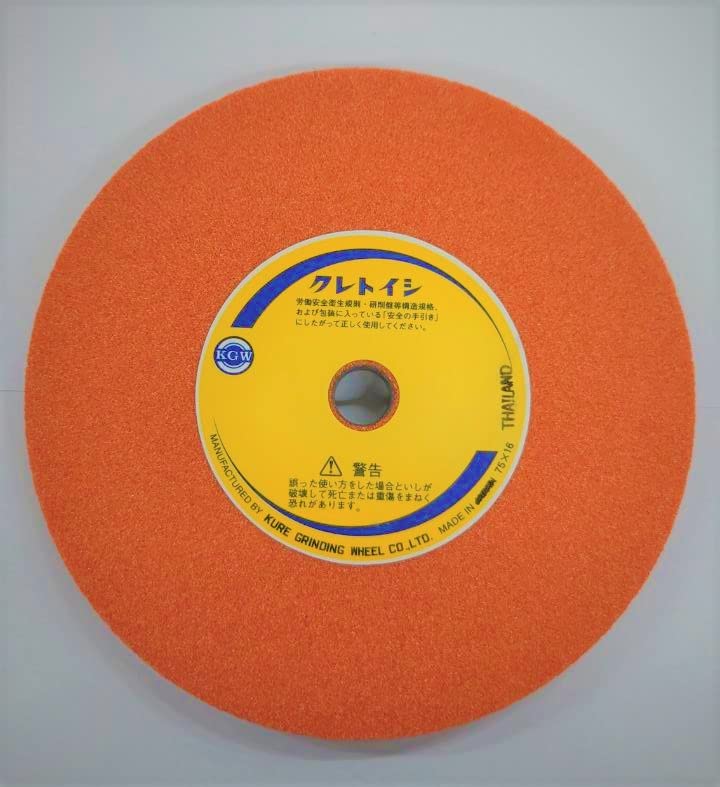 クレトイシ
労働安全衛生規則・研削盤等構造規格、
および包装に入っている「安全の手引き」
にしたがって正しく使用してください。
KGW
⚠ 警告
誤った使い方をした場合といしが
破壊して死亡または重傷をまねく
恐れがあります。
MANUFACTURED BY KURE GRINDING WHEEL CO.,LTD. MADE IN 75×16
THAILAND